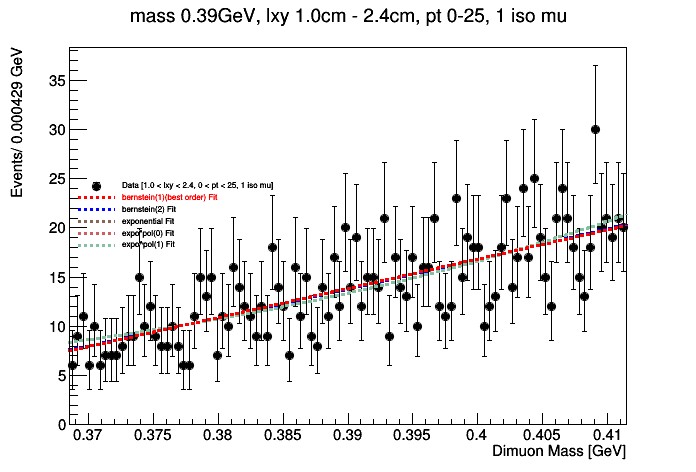 mass 0.39GeV, lxy 1.0cm - 2.4cm, pt 0-25, 1 iso mu
Events/ 0.000429 GeV
35
30
25
20
15
10
5
0
Data [1.0 < lxy < 2.4, 0 < pt < 25, 1 iso mu]
bernstein(1)(best order) Fit
bernstein(2) Fit
exponential Fit
expo*pol(0) Fit
expo*pol(1) Fit
0.37 0.375 0.38 0.385 0.39 0.395 0.4 0.405 0.41
Dimuon Mass [GeV]